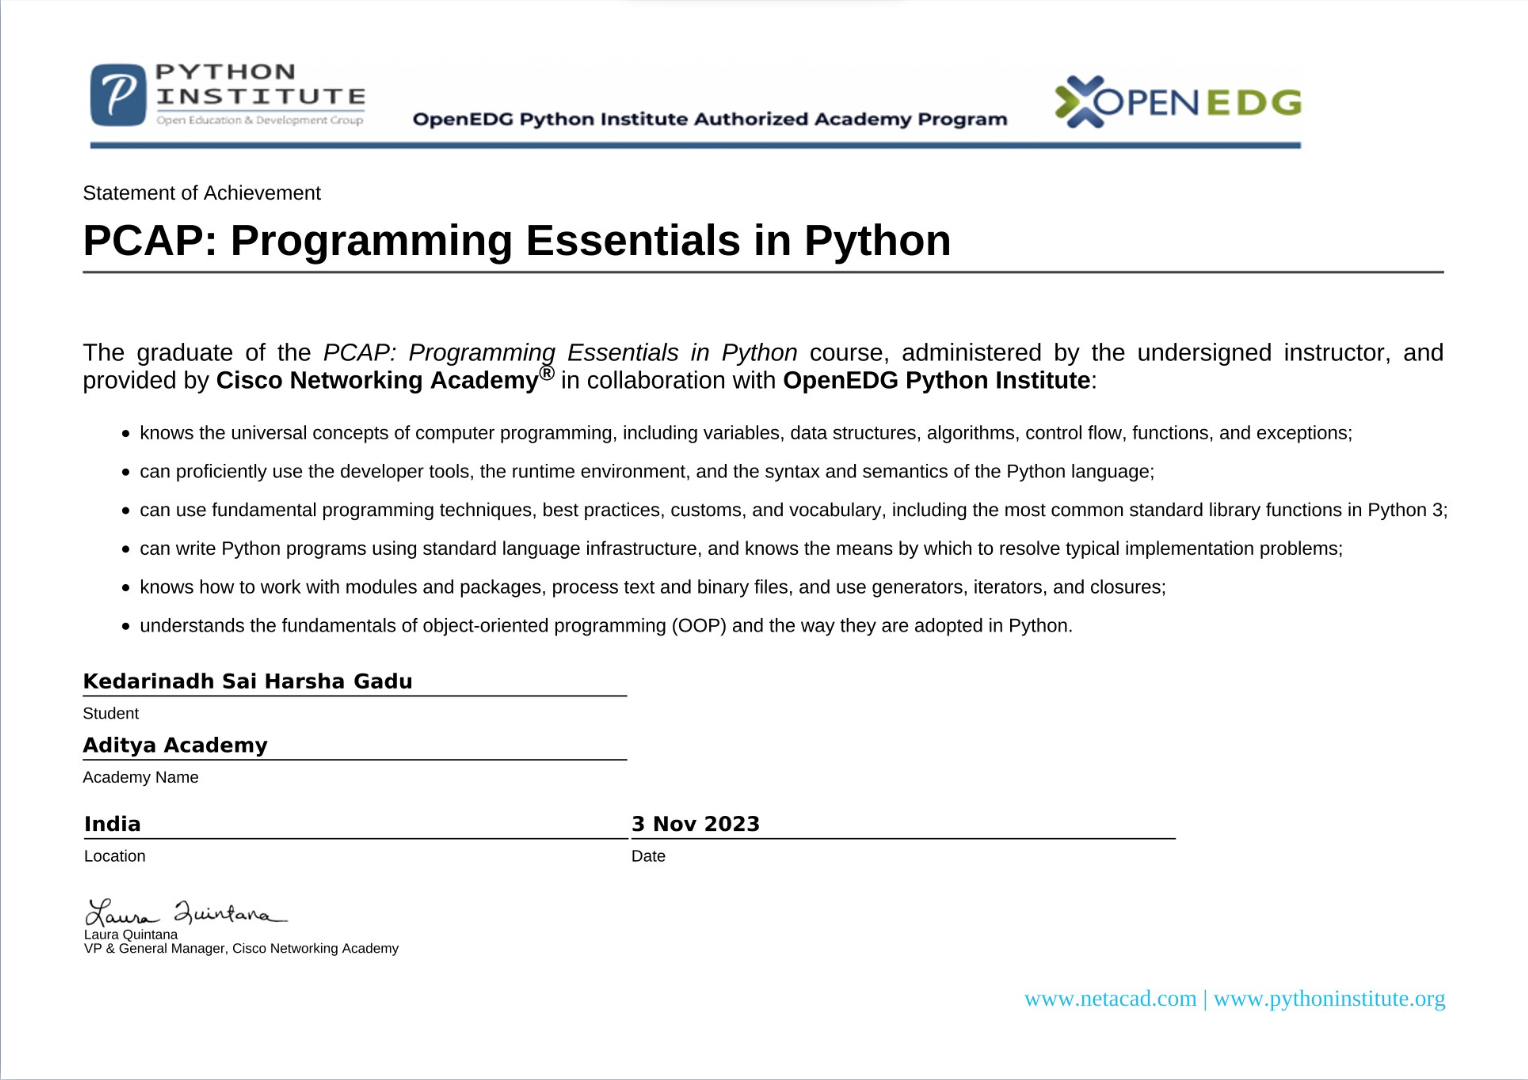 PYTHON
INSTITUTE
Open Education & Development Group
OpenEDG Python Institute Authorized Academy Program
OPENEDG
Statement of Achievement
PCAP: Programming Essentials in Python
The graduate of the PCAP: Programming Essentials in Python course, administered by the undersigned instructor, and
provided by Cisco Networking Academy® in collaboration with OpenEDG Python Institute:
• knows the universal concepts of computer programming, including variables, data structures, algorithms, control flow, functions, and exceptions;
• can proficiently use the developer tools, the runtime environment, and the syntax and semantics of the Python language;
• can use fundamental programming techniques, best practices, customs, and vocabulary, including the most common standard library functions in Python 3;
• can write Python programs using standard language infrastructure, and knows the means by which to resolve typical implementation problems;
• knows how to work with modules and packages, process text and binary files, and use generators, iterators, and closures;
• understands the fundamentals of object-oriented programming (OOP) and the way they are adopted in Python.
Kedarinadh Sai Harsha Gadu
Student
Aditya Academy
Academy Name
India
Location
3 Nov 2023
Date
Laura Quintana
Laura Quintana
VP & General Manager, Cisco Networking Academy
www.netacad.com | www.pythoninstitute.org